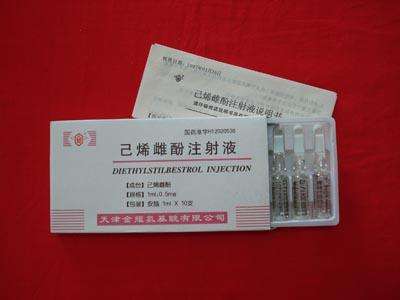 己烯雌酚注射液说明书
国药准字H12020536
己烯雌酚注射液
DIETHYLSTILBESTROL INJECTION
【成份】己烯雌酚
【规格】1ml:0.5mg
【包装】安瓿 1ml X 10支
天津金耀氨基酸有限公司